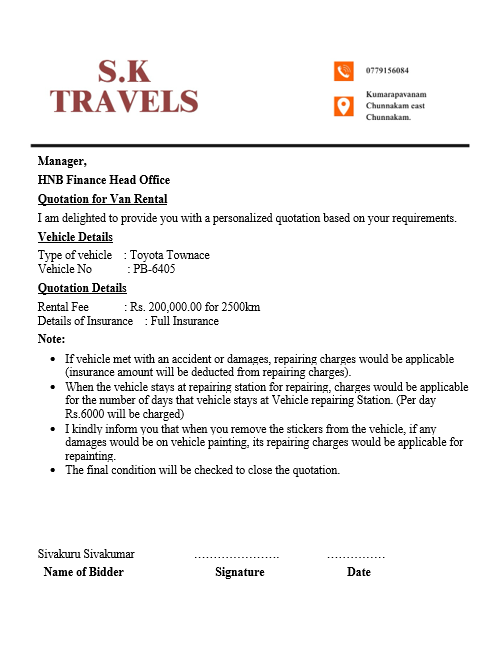 S.K
TRAVELS
0779156084
Kumarapavanam
Chunnakam east
Chunnakam.
Manager,
HNB Finance Head Office
Quotation for Van Rental
I am delighted to provide you with a personalized quotation based on your requirements.
Vehicle Details
Type of vehicle : Toyota Townace
Vehicle No : PB-6405
Quotation Details
Rental Fee : Rs. 200,000.00 for 2500km
Details of Insurance : Full Insurance
Note:
• If vehicle met with an accident or damages, repairing charges would be applicable
(insurance amount will be deducted from repairing charges).
• When the vehicle stays at repairing station for repairing, charges would be applicable
for the number of days that vehicle stays at Vehicle repairing Station. (Per day
Rs.6000 will be charged)
• I kindly inform you that when you remove the stickers from the vehicle, if any
damages would be on vehicle painting, its repairing charges would be applicable for
repainting.
• The final condition will be checked to close the quotation.
Sivakuru Sivakumar …………………. ……………
Name of Bidder Signature Date